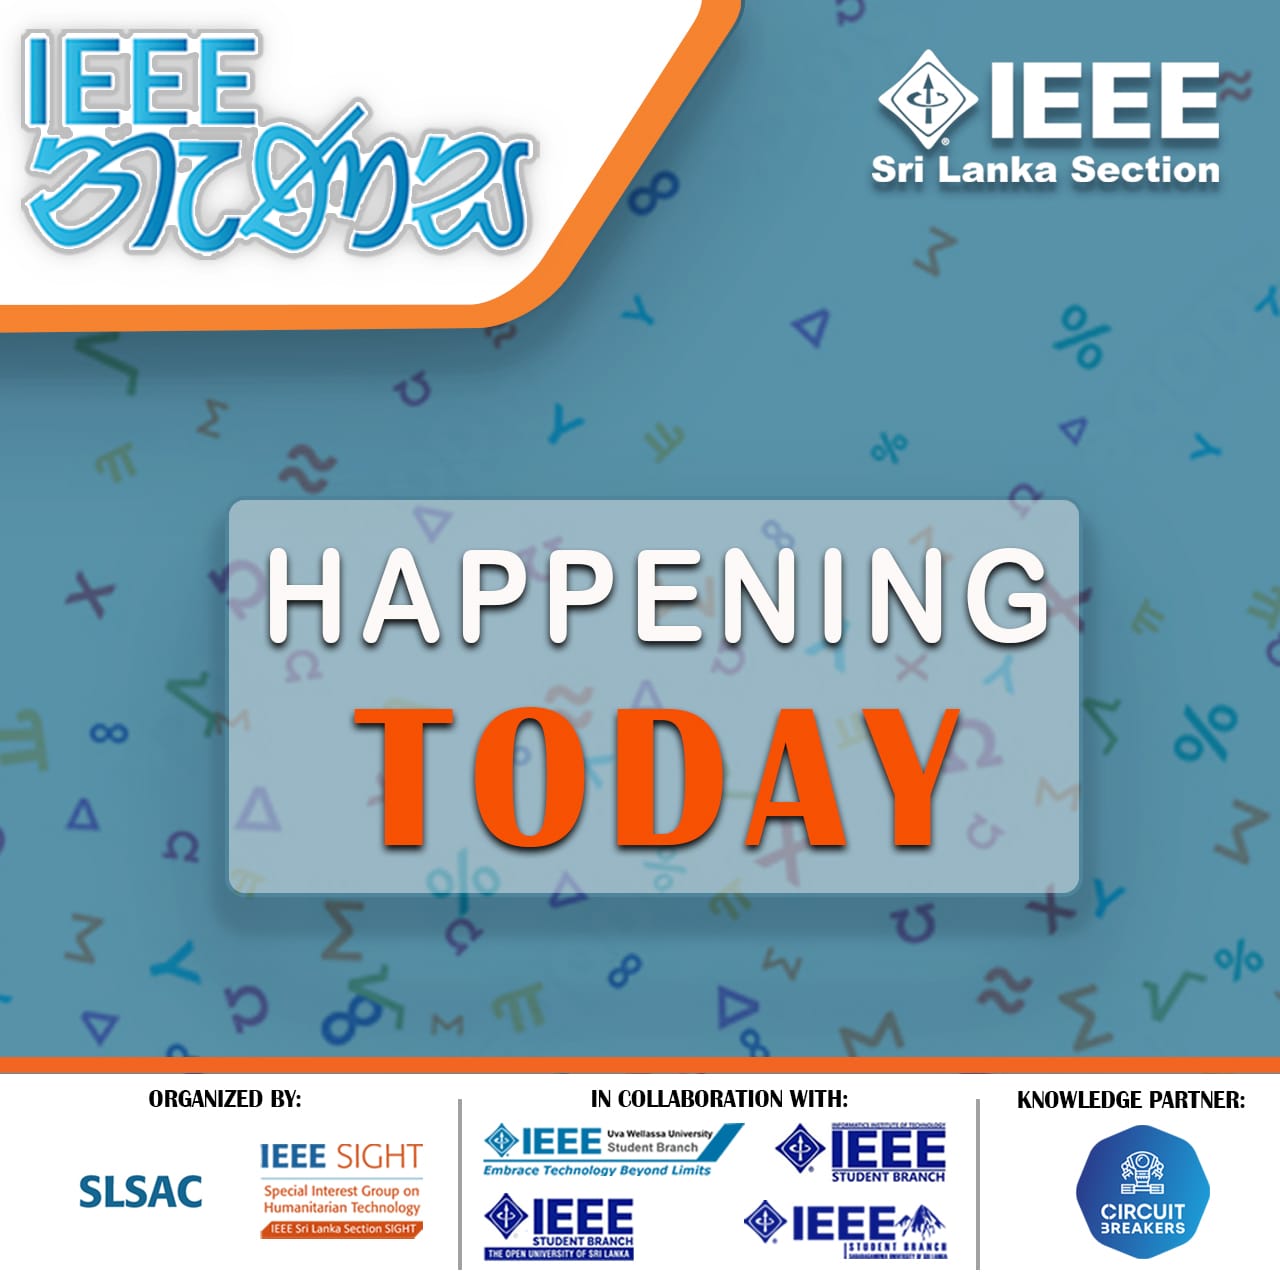 IEEE
නැණස
IEEE
Sri Lanka Section
HAPPENING
TODAY
ORGANIZED BY:
SLSAC
IEEE SIGHT
Special Interest Group on
Humanitarian Technology
IEEE Sri Lanka Section SIGHT
IN COLLABORATION WITH:
IEEE Uva Wellassa University
Student Branch
Embrace Technology Beyond Limits
INFORMATICS INSTITUTE OF TECHNOLOGY
IEEE
STUDENT BRANCH
IEEE
STUDENT BRANCH
THE OPEN UNIVERSITY OF SRI LANKA
IEEE
STUDENT BRANCH
SABARAGAMUWA UNIVERSITY OF SRI LANKA
KNOWLEDGE PARTNER:
CIRCUIT
BREAKERS